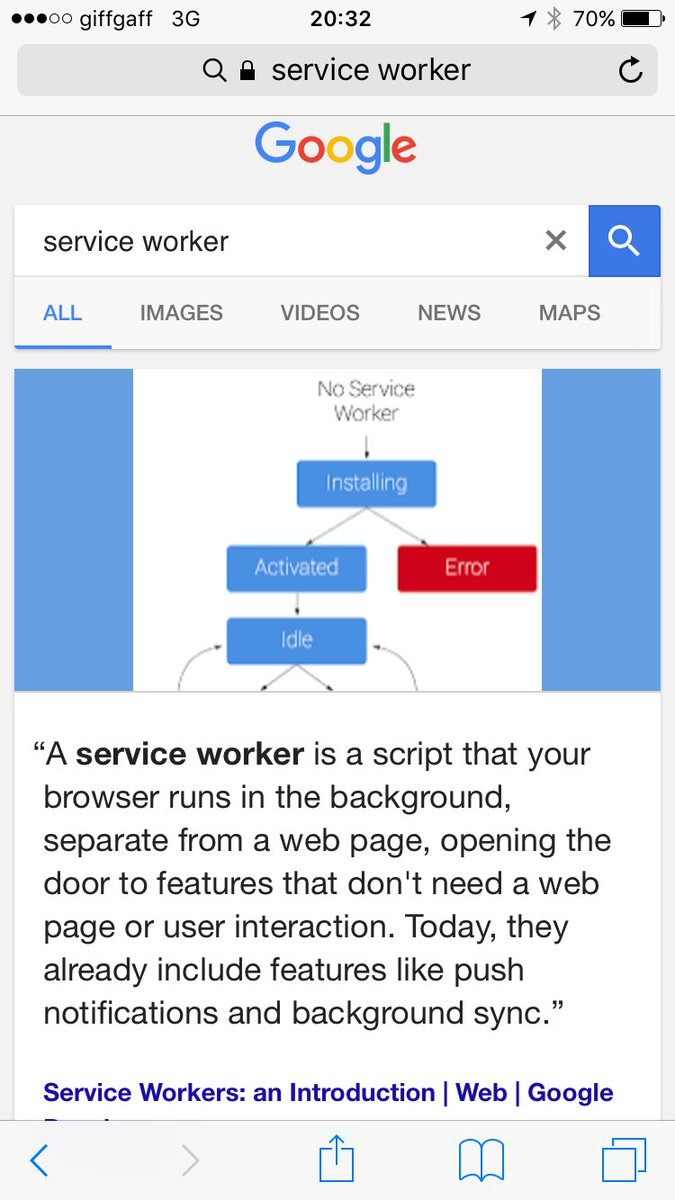 giffgaff 3G 20:32 70%
service worker
Google
service worker
ALL IMAGES VIDEOS NEWS MAPS
No Service
Worker
Installing
Activated Error
Idle
“A service worker is a script that your
browser runs in the background,
separate from a web page, opening the
door to features that don't need a web
page or user interaction. Today, they
already include features like push
notifications and background sync.”
Service Workers: an Introduction | Web | Google